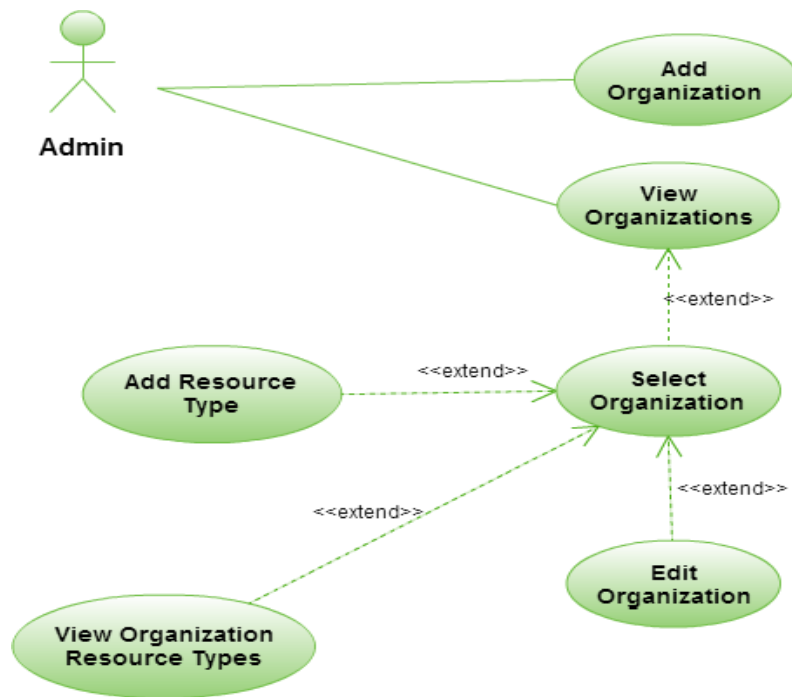 Add
Organization
Admin
View
Organizations
<<extend>>
<<extend>>
Add Resource
Type
Select
Organization
<<extend>>
<<extend>>
Edit
Organization
View Organization
Resource Types